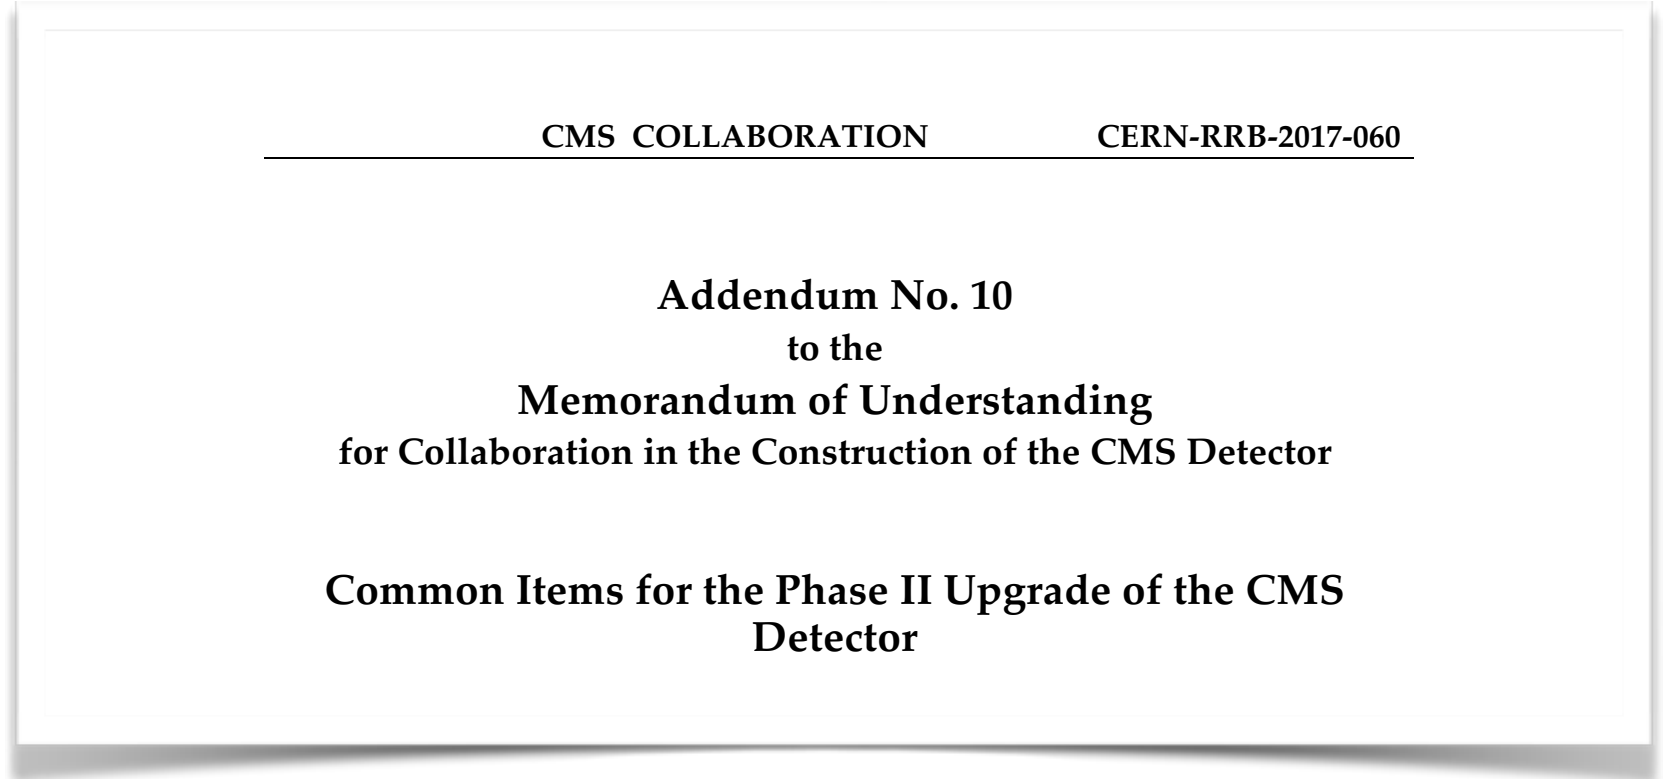 CMS COLLABORATION CERN-RRB-2017-060
Addendum No. 10
to the
Memorandum of Understanding
for Collaboration in the Construction of the CMS Detector
Common Items for the Phase II Upgrade of the CMS
Detector